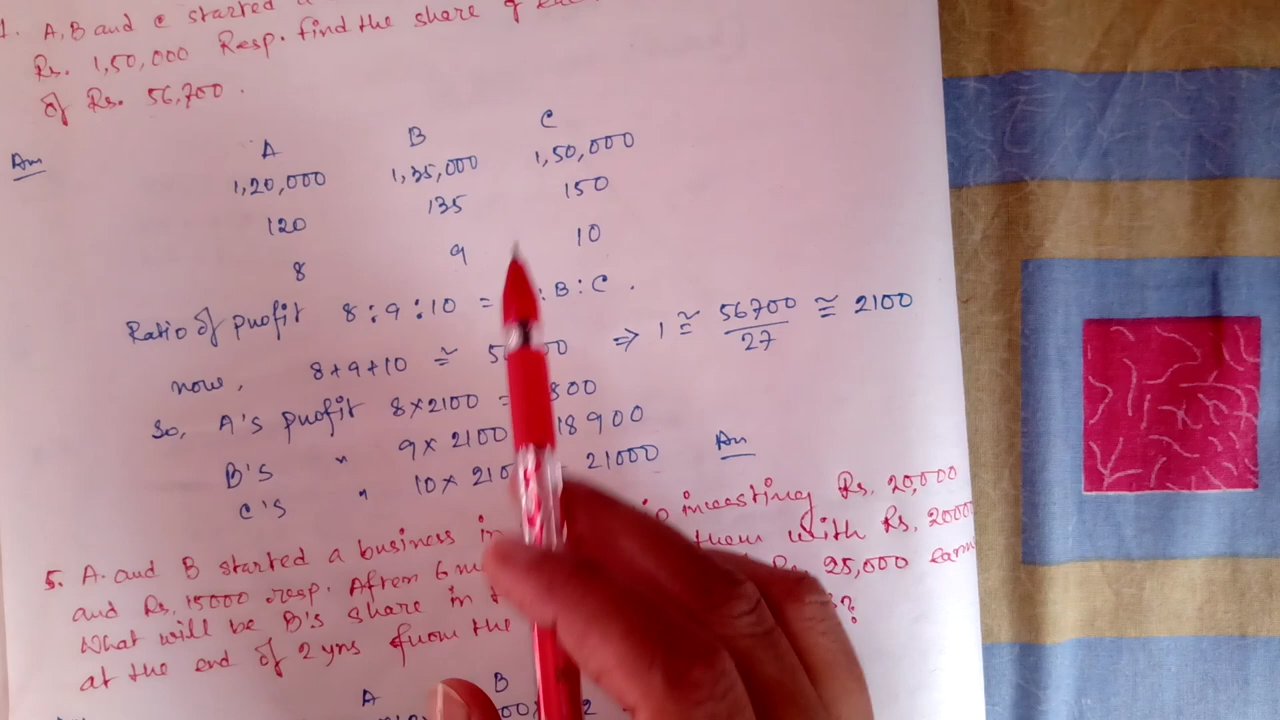 1. A, B and C started a
Rs. 1,50,000 Resp. find the share of
of Rs. 56,700.
Ans
A B C
1,20,000 1,35,000 1,50,000
120 135 150
8 9 10
Ratio of profit 8 : 9 : 10 = : B : C .
now, 8+9+10 ≅ ⇒ 1 ≅ 56700/27 ≅ 2100
So, A's profit 8×2100 = 800
B's " 9×2100 18900
C's " 10×210 21000 Ans
5. A and B started a business in investing Rs. 20,000
and Rs. 15000 resp. After 6 them with Rs. 20000
What will be B's share in Rs. 25,000
at the end of 2 yrs from the ?
A B